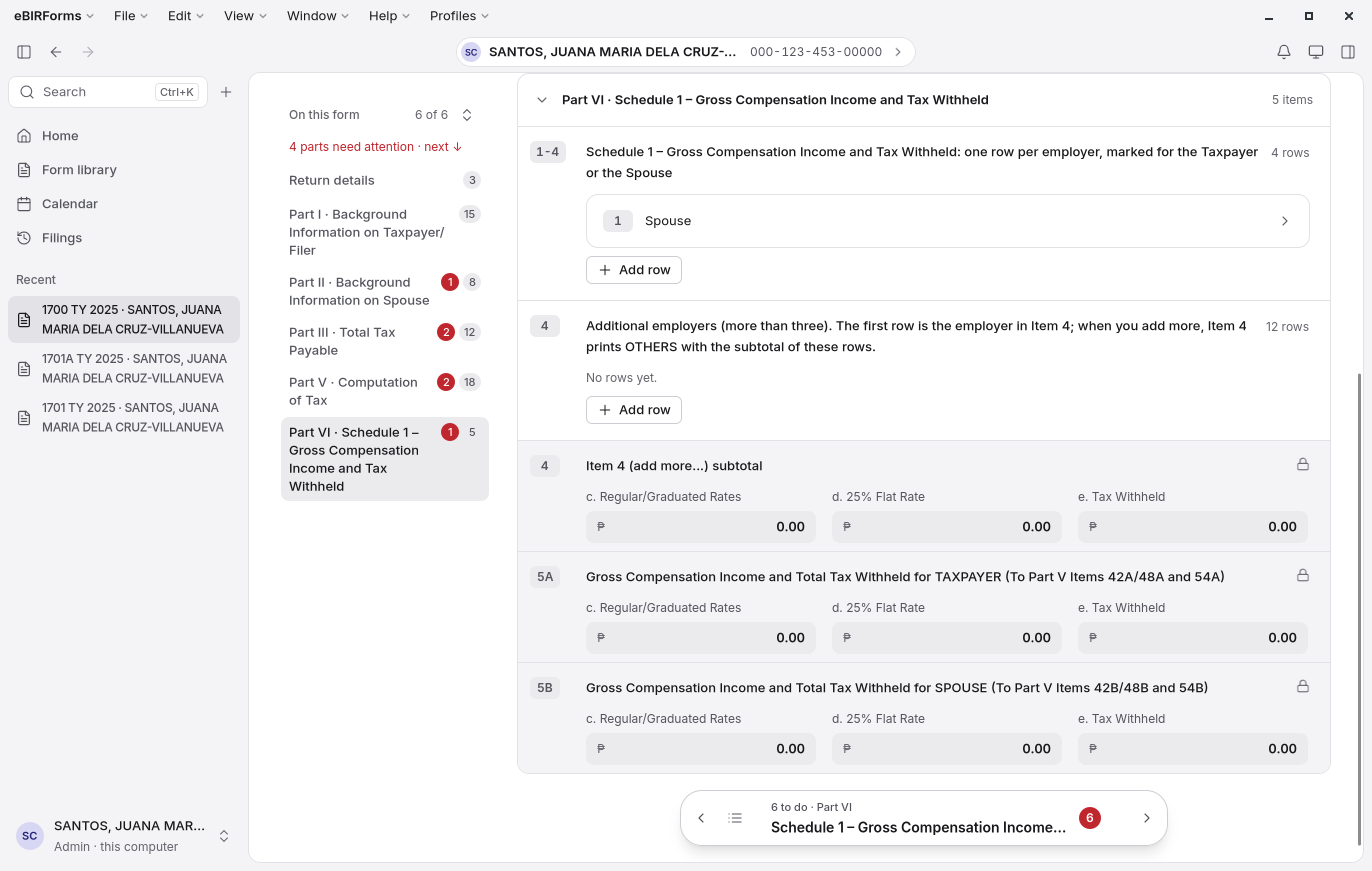 eBIRForms File Edit View Window Help Profiles
SC SANTOS, JUANA MARIA DELA CRUZ-... 000-123-453-00000
Search Ctrl+K
Home
Form library
Calendar
Filings
Recent
1700 TY 2025 · SANTOS, JUANA
MARIA DELA CRUZ-VILLANUEVA
1701A TY 2025 · SANTOS, JUANA
MARIA DELA CRUZ-VILLANUEVA
1701 TY 2025 · SANTOS, JUANA
MARIA DELA CRUZ-VILLANUEVA
SC
SANTOS, JUANA MAR...
Admin · this computer
On this form 6 of 6
4 parts need attention · next ↓
Return details 3
Part I · Background 15
Information on Taxpayer/
Filer
Part II · Background 1 8
Information on Spouse
Part III · Total Tax 2 12
Payable
Part V · Computation 2 18
of Tax
Part VI · Schedule 1 – 1 5
Gross Compensation
Income and Tax
Withheld
Part VI · Schedule 1 – Gross Compensation Income and Tax Withheld 5 items
1-4 Schedule 1 – Gross Compensation Income and Tax Withheld: one row per employer, marked for the Taxpayer 4 rows
or the Spouse
1 Spouse
Add row
4 Additional employers (more than three). The first row is the employer in Item 4; when you add more, Item 4 12 rows
prints OTHERS with the subtotal of these rows.
No rows yet.
Add row
4 Item 4 (add more...) subtotal
c. Regular/Graduated Rates d. 25% Flat Rate e. Tax Withheld
₱ 0.00 ₱ 0.00 ₱ 0.00
5A Gross Compensation Income and Total Tax Withheld for TAXPAYER (To Part V Items 42A/48A and 54A)
c. Regular/Graduated Rates d. 25% Flat Rate e. Tax Withheld
₱ 0.00 ₱ 0.00 ₱ 0.00
5B Gross Compensation Income and Total Tax Withheld for SPOUSE (To Part V Items 42B/48B and 54B)
c. Regular/Graduated Rates d. 25% Flat Rate e. Tax Withheld
₱ 0.00 ₱ 0.00 ₱ 0.00
6 to do · Part VI
Schedule 1 – Gross Compensation Income... 6